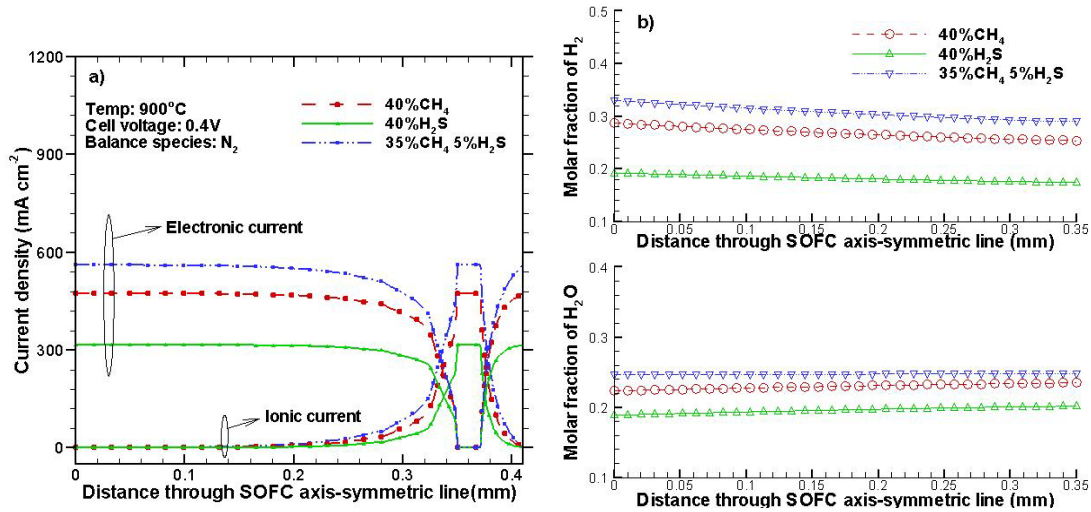 a)
Temp: 900°C
Cell voltage: 0.4V
Balance species: N₂
40%CH₄
40%H₂S
35%CH₄ 5%H₂S
Electronic current
Ionic current
Current density (mA cm⁻²)
1200
900
600
300
0
0
0.1
0.2
0.3
0.4
Distance through SOFC axis-symmetric line(mm)
b)
40%CH₄
40%H₂S
35%CH₄ 5%H₂S
Molar fraction of H₂
0.5
0.4
0.3
0.2
0.1
0
0.05
0.1
0.15
0.2
0.25
0.3
0.35
Distance through SOFC axis-symmetric line (mm)
Molar fraction of H₂O
0.4
0.3
0.2
0.1
0
0.05
0.1
0.15
0.2
0.25
0.3
0.35
Distance through SOFC axis-symmetric line (mm)